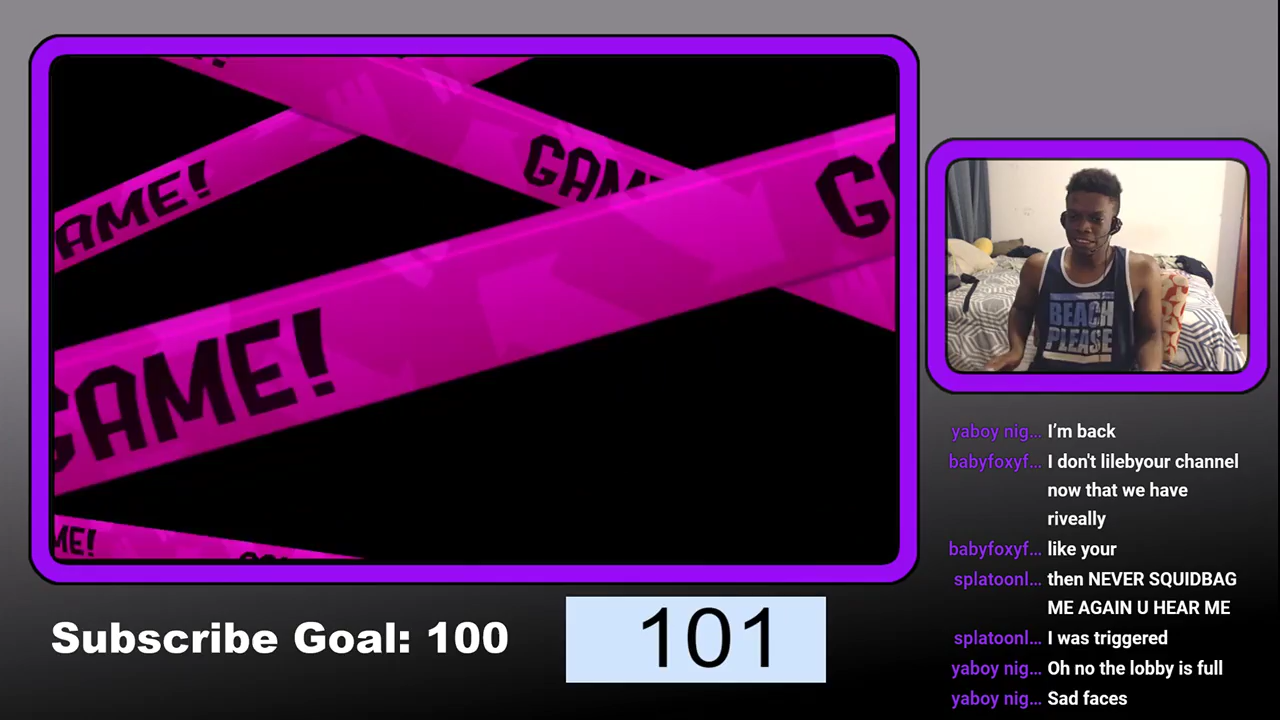 GAME!
AME!
GAME!
ME!
BEACH
PLEASE
yaboy nig... I'm back
babyfoxyf... I don't lilebyour channel
now that we have
riveally
babyfoxyf... like your
splatoonl... then NEVER SQUIDBAG
ME AGAIN U HEAR ME
splatoonl... I was triggered
yaboy nig... Oh no the lobby is full
yaboy nig... Sad faces
Subscribe Goal: 100
101